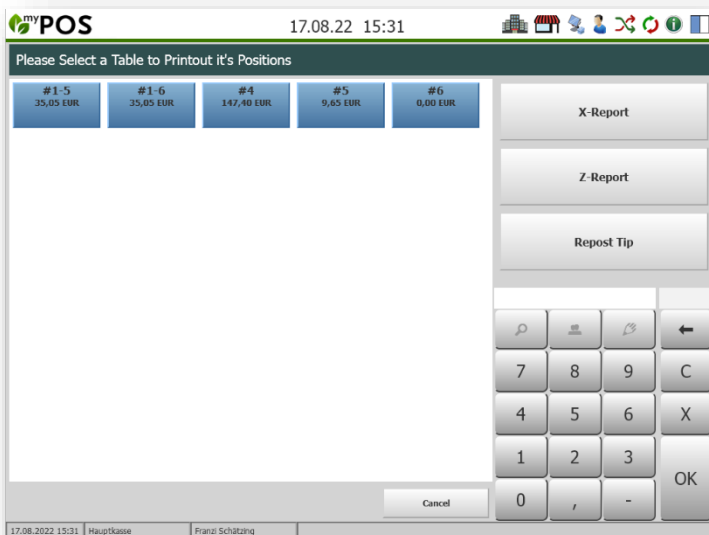 myPOS
17.08.22 15:31
Please Select a Table to Printout it's Positions
#1-5
35,05 EUR
#1-6
35,05 EUR
#4
147,40 EUR
#5
9,65 EUR
#6
0,00 EUR
X-Report
Z-Report
Repost Tip
7 8 9 C
4 5 6 X
1 2 3
OK
0 , -
Cancel
17.08.2022 15:31 Hauptkasse Franzi Schätzing